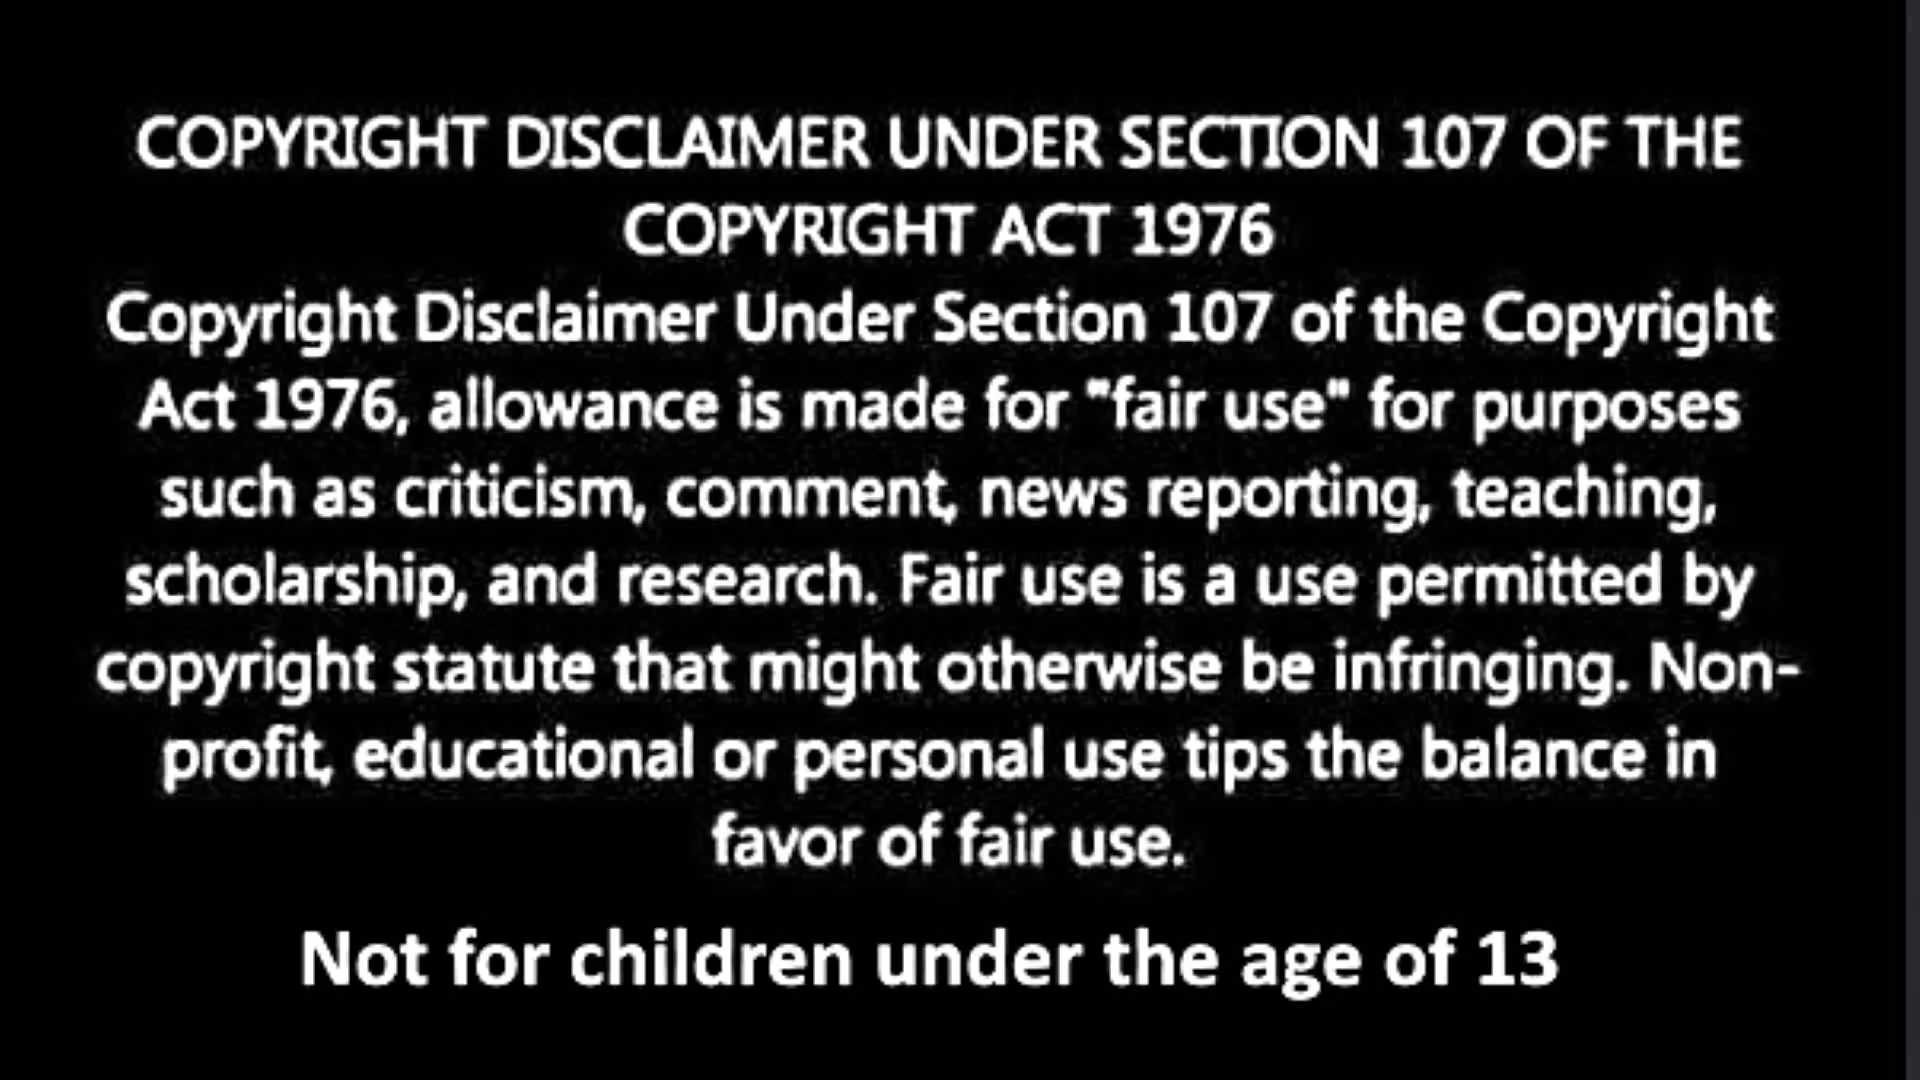 COPYRIGHT DISCLAIMER UNDER SECTION 107 OF THE
COPYRIGHT ACT 1976
Copyright Disclaimer Under Section 107 of the Copyright
Act 1976, allowance is made for "fair use" for purposes
such as criticism, comment, news reporting, teaching,
scholarship, and research. Fair use is a use permitted by
copyright statute that might otherwise be infringing. Non-
profit, educational or personal use tips the balance in
favor of fair use.
Not for children under the age of 13